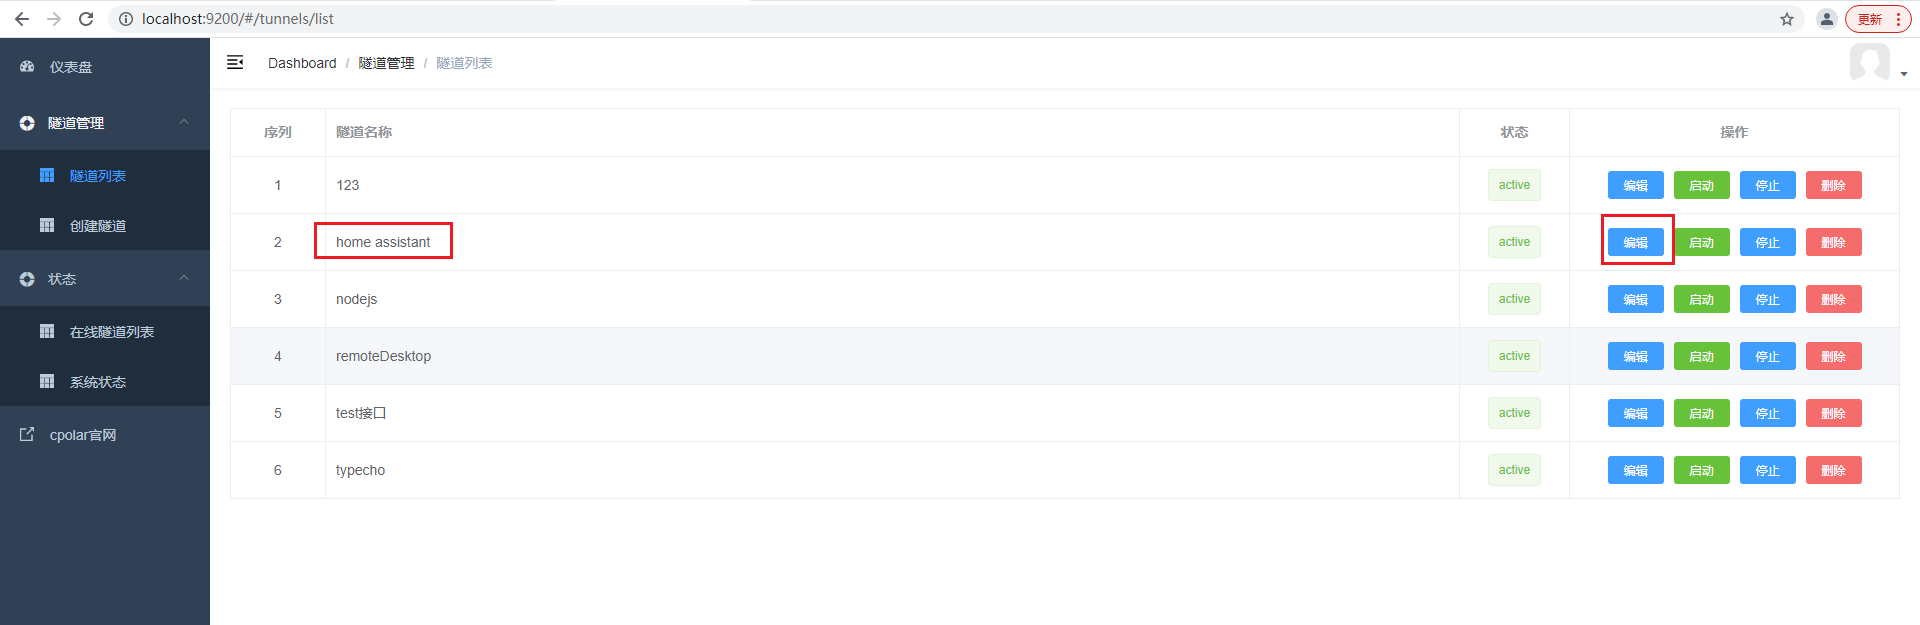 localhost:9200/#/tunnels/list
更新
仪表盘
隧道管理
隧道列表
创建隧道
状态
在线隧道列表
系统状态
cpolar官网
Dashboard / 隧道管理 / 隧道列表
序列 隧道名称 状态 操作
1 123 active 编辑 启动 停止 删除
2 home assistant active 编辑 启动 停止 删除
3 nodejs active 编辑 启动 停止 删除
4 remoteDesktop active 编辑 启动 停止 删除
5 test接口 active 编辑 启动 停止 删除
6 typecho active 编辑 启动 停止 删除